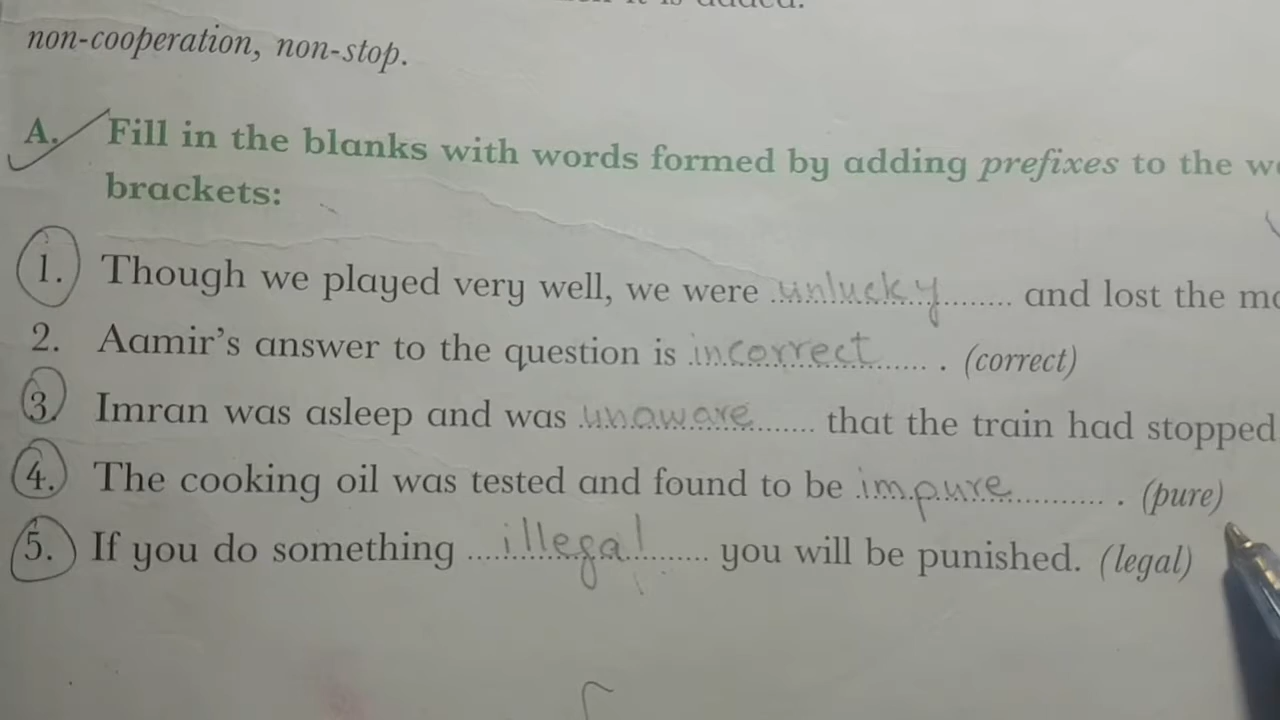 it is added.
non-cooperation, non-stop.
A. Fill in the blanks with words formed by adding prefixes to the
brackets:
1. Though we played very well, we were unlucky and lost the
2. Aamir's answer to the question is incorrect. (correct)
3. Imran was asleep and was unaware that the train had stopped
4. The cooking oil was tested and found to be impure. (pure)
5. If you do something illegal you will be punished. (legal)